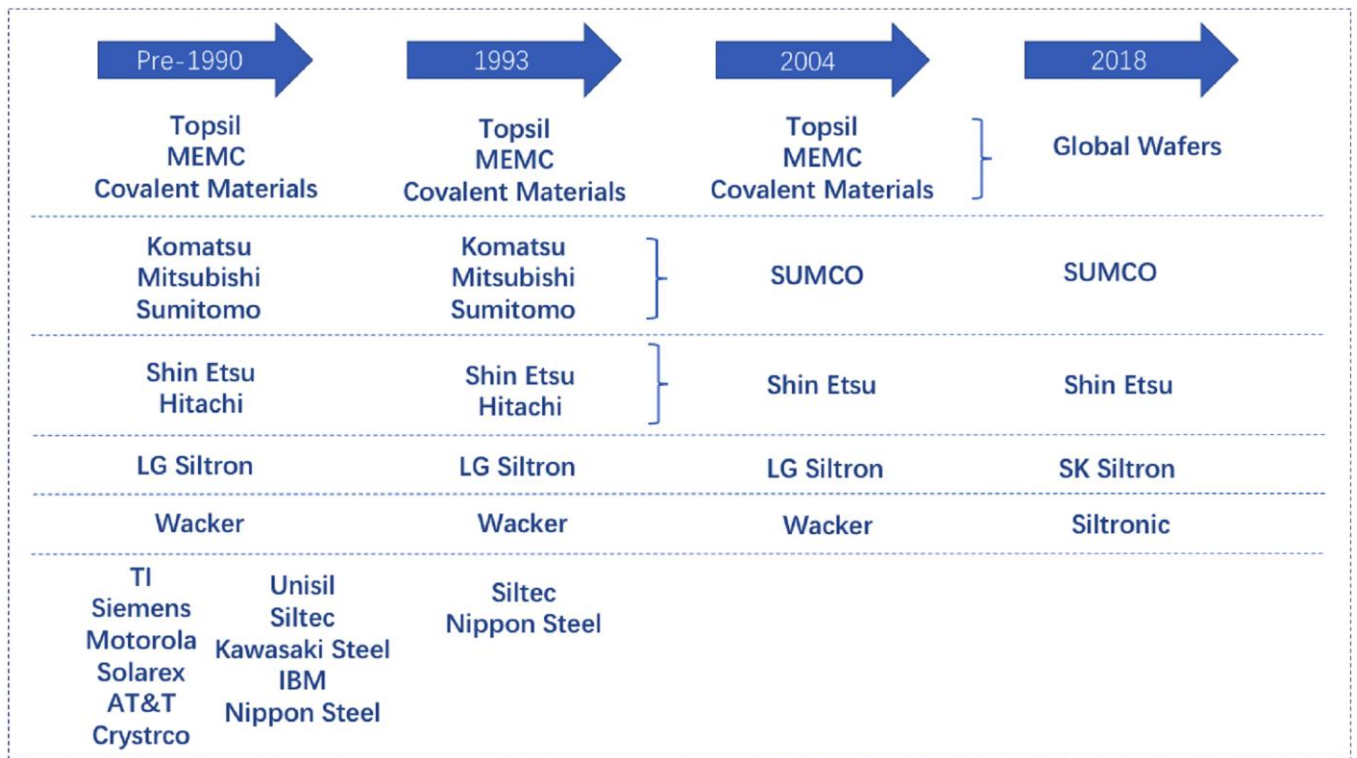 Pre-1990
1993
2004
2018
Topsil
MEMC
Covalent Materials
Topsil
MEMC
Covalent Materials
Topsil
MEMC
Covalent Materials
Global Wafers
Komatsu
Mitsubishi
Sumitomo
Komatsu
Mitsubishi
Sumitomo
SUMCO
SUMCO
Shin Etsu
Hitachi
Shin Etsu
Hitachi
Shin Etsu
Shin Etsu
LG Siltron
LG Siltron
LG Siltron
SK Siltron
Wacker
Wacker
Wacker
Siltronic
TI
Siemens
Motorola
Solarex
AT&T
Crystrco
Unisil
Siltec
Kawasaki Steel
IBM
Nippon Steel
Siltec
Nippon Steel